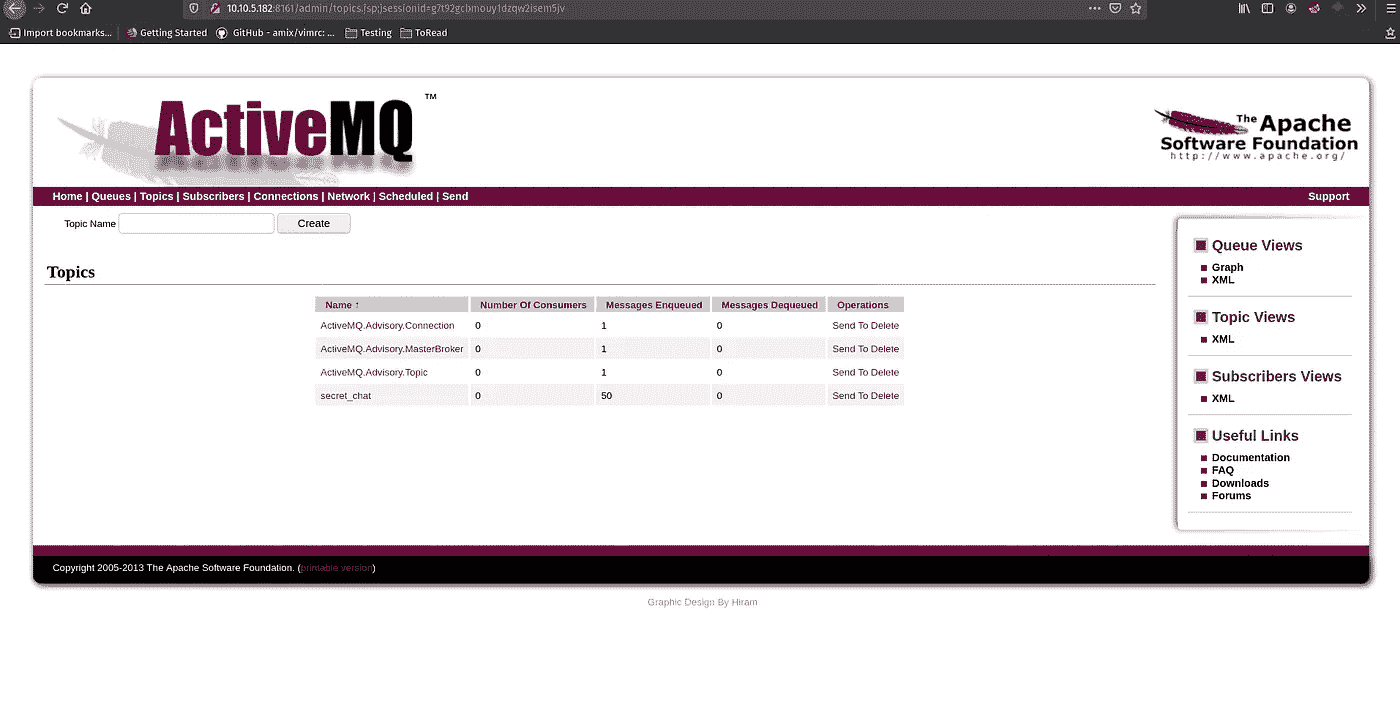 10.10.5.182:8161/admin/topics.jsp;jsessionid=g7t92gcbmouy1dzqw2isem5jv
Import bookmarks... Getting Started GitHub - amix/vimrc: ... Testing ToRead
ActiveMQ ™
The Apache
Software Foundation
http://www.apache.org/
Home | Queues | Topics | Subscribers | Connections | Network | Scheduled | Send Support
Topic Name Create
Topics
Name ↑ Number Of Consumers Messages Enqueued Messages Dequeued Operations
ActiveMQ.Advisory.Connection 0 1 0 Send To Delete
ActiveMQ.Advisory.MasterBroker 0 1 0 Send To Delete
ActiveMQ.Advisory.Topic 0 1 0 Send To Delete
secret_chat 0 50 0 Send To Delete
Queue Views
Graph
XML
Topic Views
XML
Subscribers Views
XML
Useful Links
Documentation
FAQ
Downloads
Forums
Copyright 2005-2013 The Apache Software Foundation. (printable version)
Graphic Design By Hiram